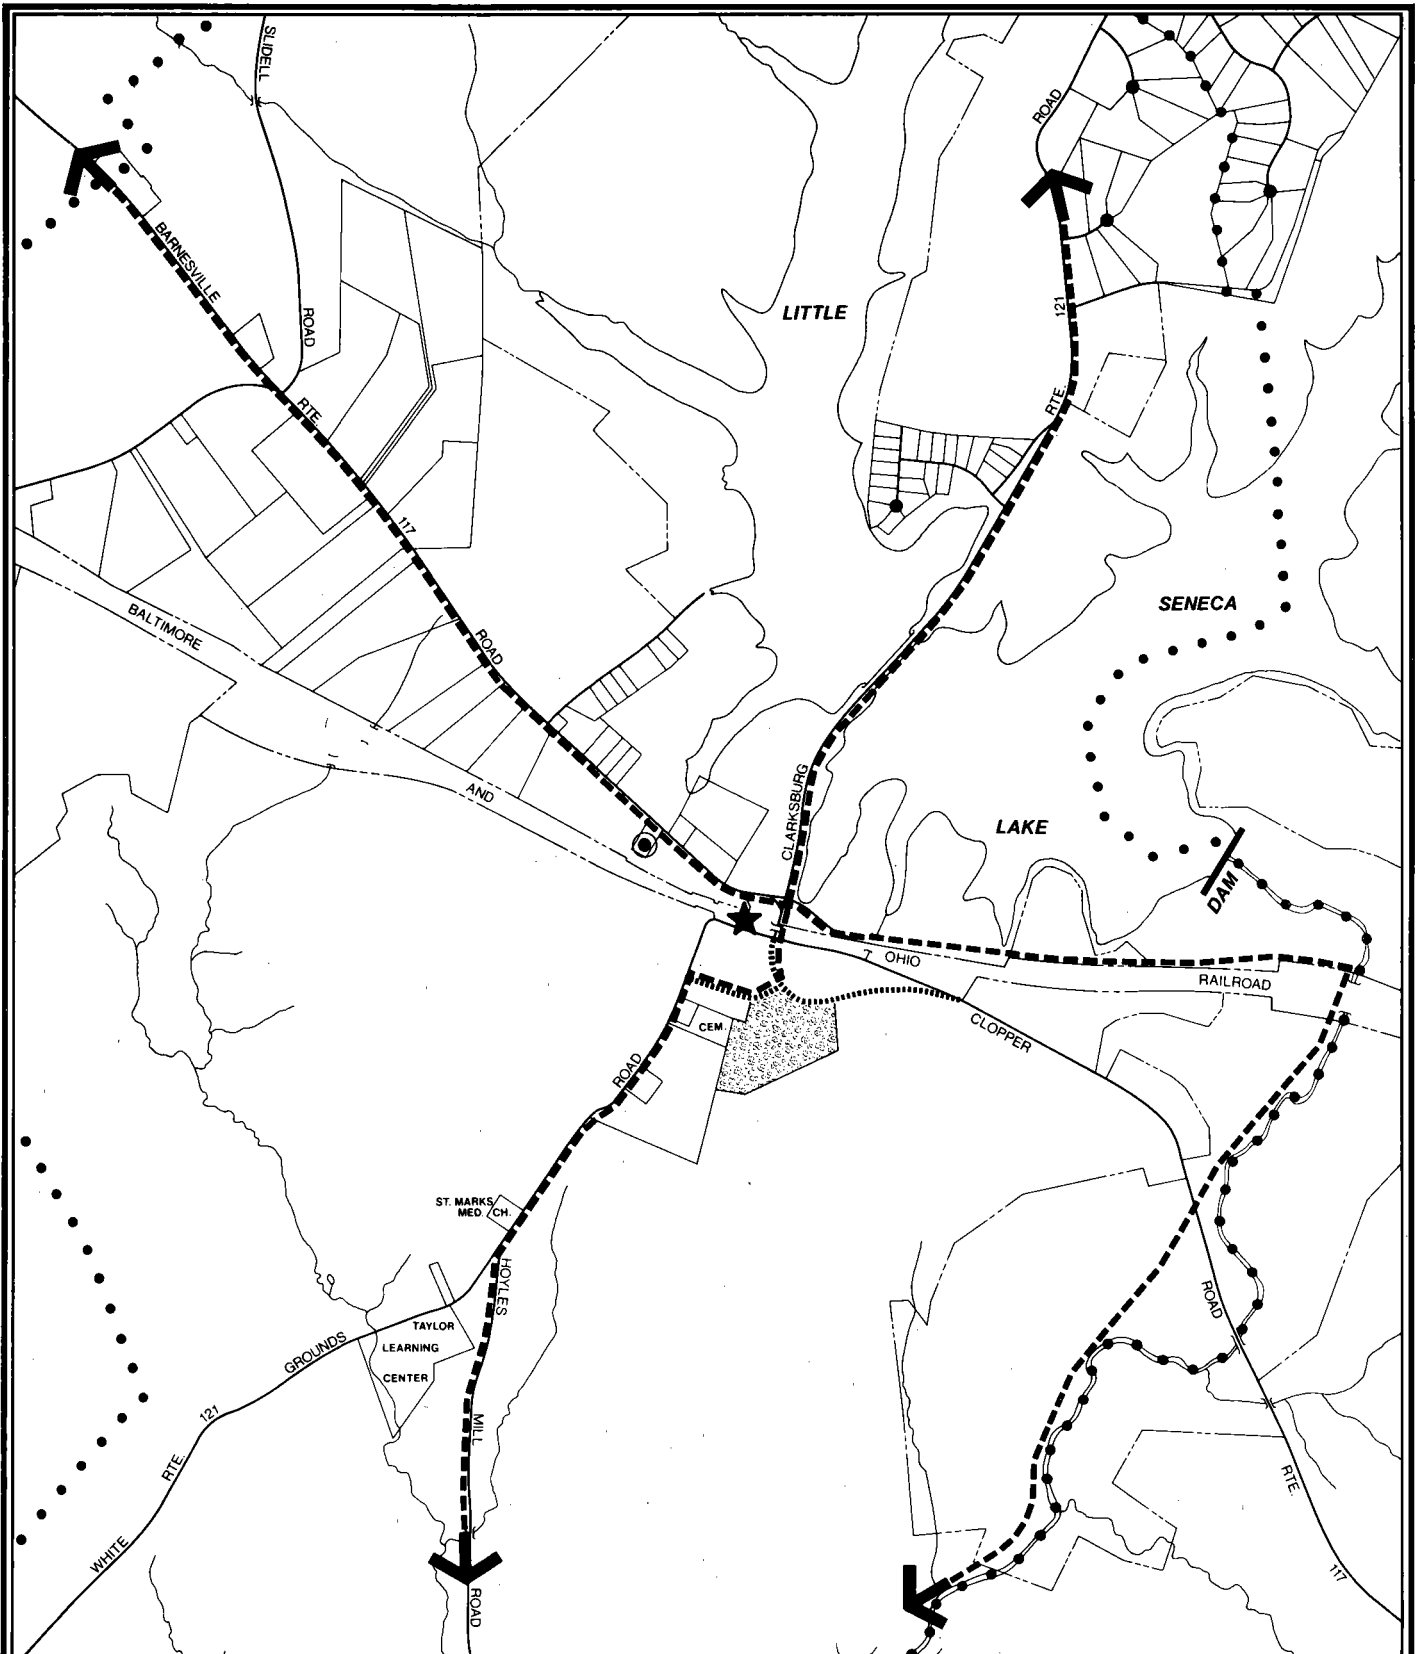 SLIDELL
ROAD
BARNESVILLE
LITTLE
121
ROAD
RTE.
RTE.
117
SENECA
BALTIMORE
ROAD
AND
CLARKSBURG
LAKE
DAM
OHIO
RAILROAD
CEM.
CLOPPER
ROAD
ST. MARKS
MED. CH.
HOYLES
ROAD
TAYLOR
LEARNING
CENTER
GROUNDS
121
MILL
RTE.
RTE.
WHITE
117
ROAD